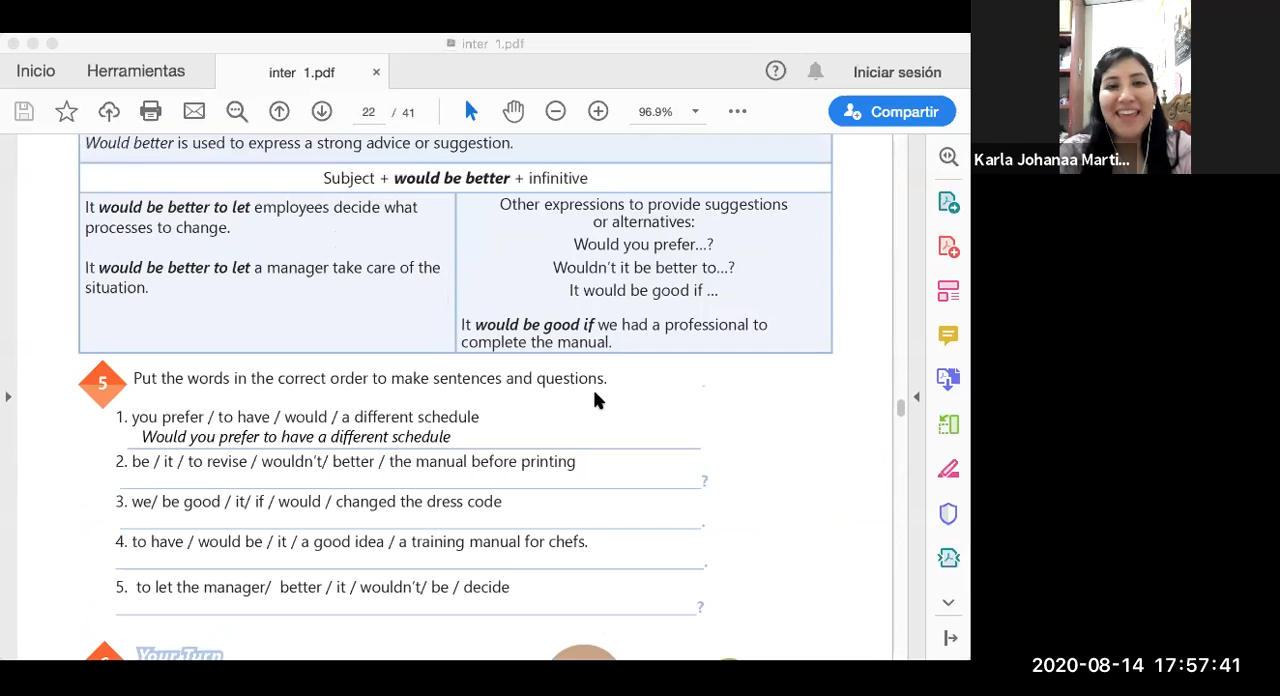 inter 1.pdf
Inicio
Herramientas
inter 1.pdf
×
Iniciar sesión
22 / 41
96.9%
Compartir
Would better is used to express a strong advice or suggestion.
Subject + would be better + infinitive
It would be better to let employees decide what
processes to change.
It would be better to let a manager take care of the
situation.
Other expressions to provide suggestions
or alternatives:
Would you prefer...?
Wouldn't it be better to...?
It would be good if ...
It would be good if we had a professional to
complete the manual.
5 Put the words in the correct order to make sentences and questions.
1. you prefer / to have / would / a different schedule
Would you prefer to have a different schedule
2. be / it / to revise / wouldn't/ better / the manual before printing
?
3. we/ be good / it/ if / would / changed the dress code
.
4. to have / would be / it / a good idea / a training manual for chefs.
.
5. to let the manager/ better / it / wouldn't/ be / decide
?
Your Turn
Karla Johanaa Marti...
2020-08-14 17:57:41